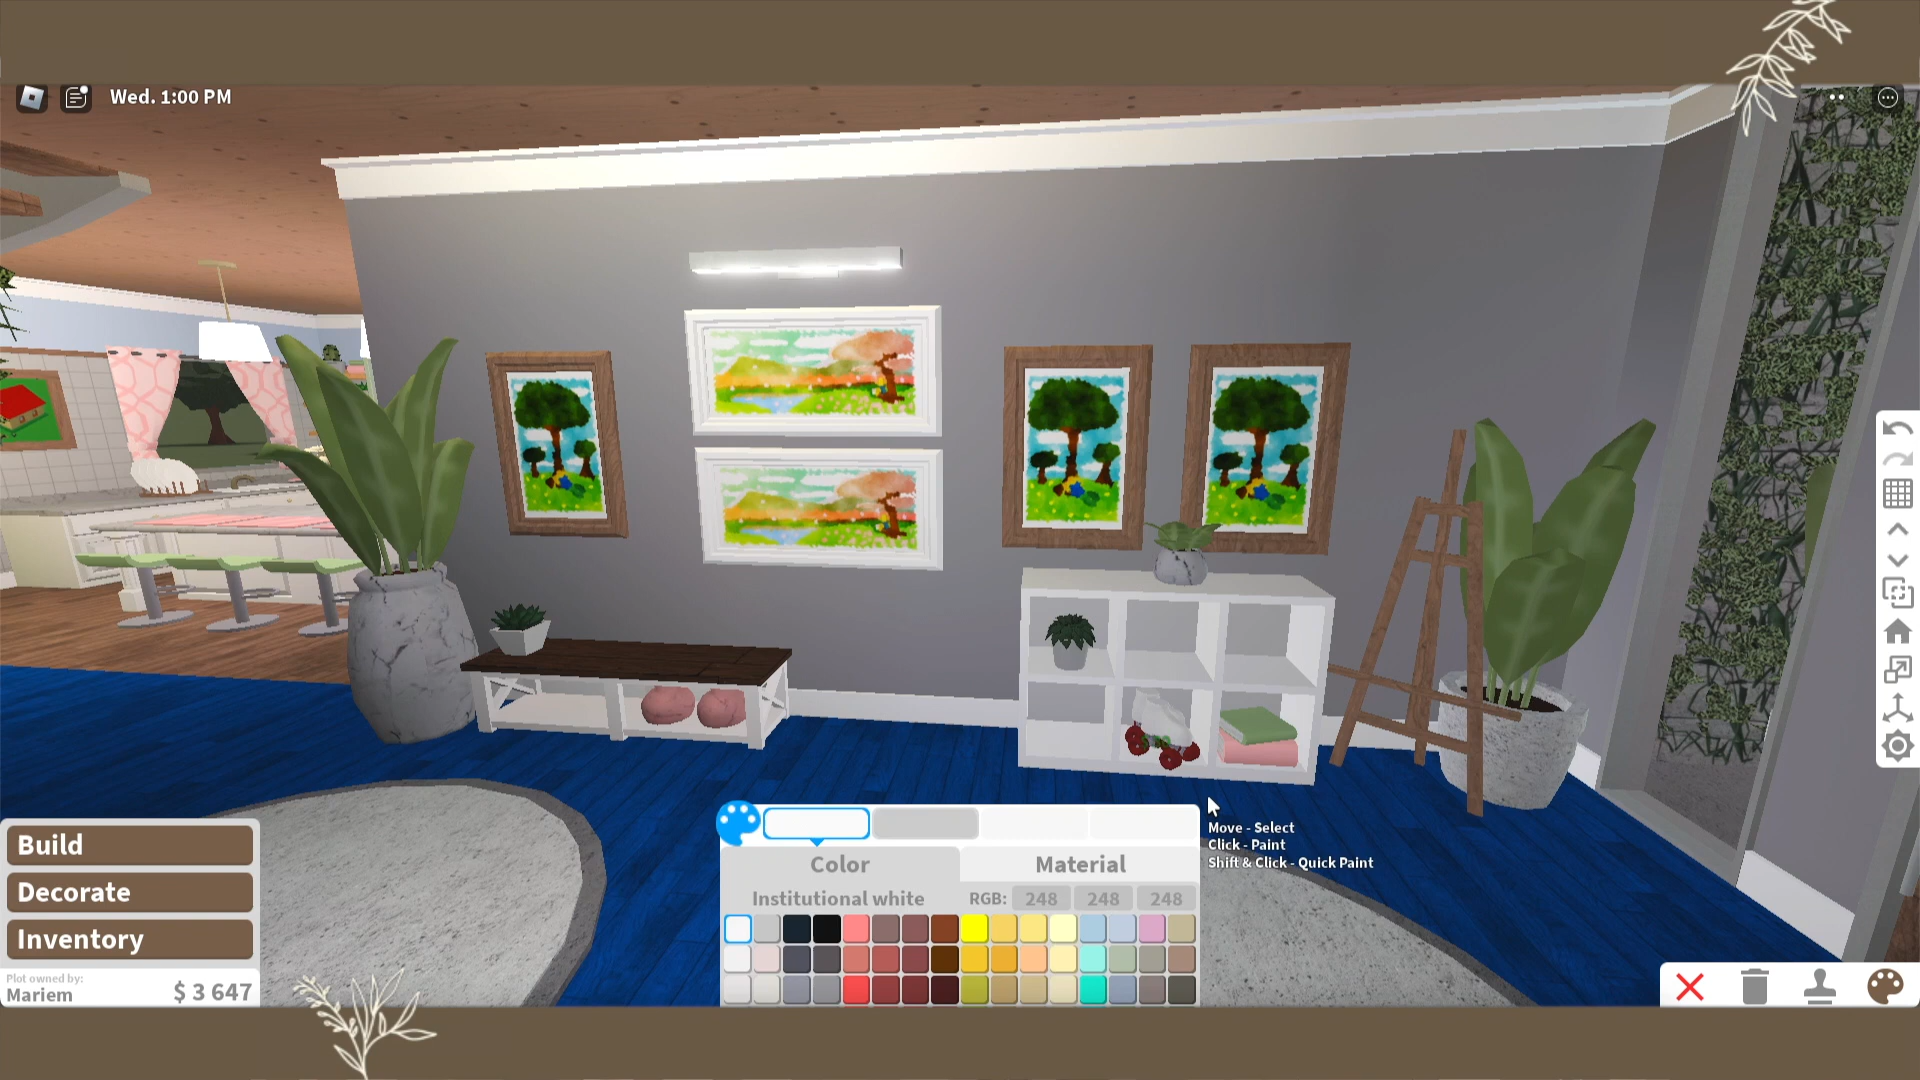 Wed. 1:00 PM
Move - Select
Click - Paint
Shift & Click - Quick Paint
Build
Decorate
Inventory
Plot owned by:
Mariem
$ 3 647
Color
Material
Institutional white
RGB: 248 248 248